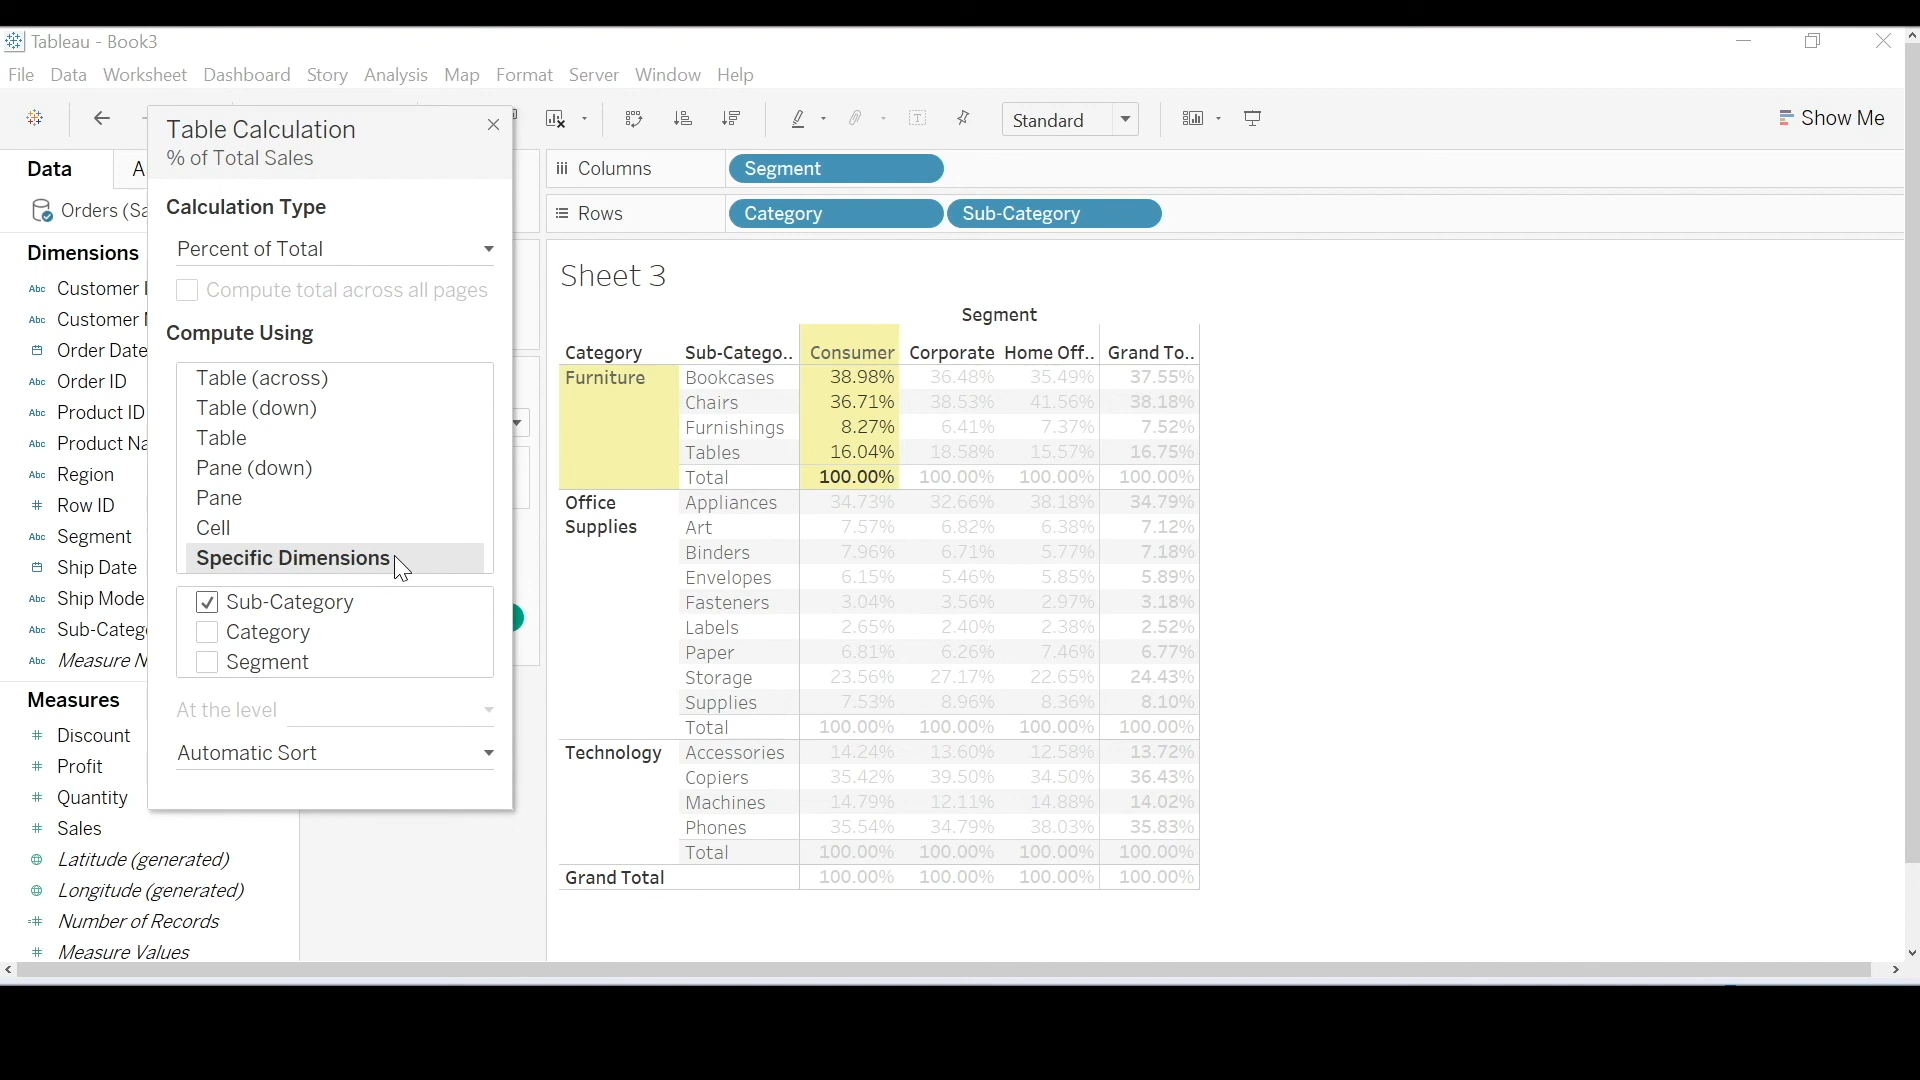 Tableau - Book3
File Data Worksheet Dashboard Story Analysis Map Format Server Window Help
Standard
Show Me
Table Calculation
% of Total Sales
Calculation Type
Percent of Total
Compute total across all pages
Compute Using
Table (across)
Table (down)
Table
Pane (down)
Pane
Cell
Specific Dimensions
Sub-Category
Category
Segment
At the level
Automatic Sort
Data A
Orders (Sa
Dimensions
Abc Customer
Abc Customer
Order Date
Abc Order ID
Abc Product ID
Abc Product Na
Abc Region
# Row ID
Abc Segment
Ship Date
Abc Ship Mode
Abc Sub-Catego
Abc Measure N
Measures
# Discount
# Profit
# Quantity
# Sales
Latitude (generated)
Longitude (generated)
=# Number of Records
# Measure Values
Columns Segment
Rows Category Sub-Category
Sheet 3
Segment
Category Sub-Catego.. Consumer Corporate Home Off.. Grand To..
Furniture Bookcases 38.98% 36.48% 35.49% 37.55%
Chairs 36.71% 38.53% 41.56% 38.18%
Furnishings 8.27% 6.41% 7.37% 7.52%
Tables 16.04% 18.58% 15.57% 16.75%
Total 100.00% 100.00% 100.00% 100.00%
Office Appliances 34.73% 32.66% 38.18% 34.79%
Supplies Art 7.57% 6.82% 6.38% 7.12%
Binders 7.96% 6.71% 5.77% 7.18%
Envelopes 6.15% 5.46% 5.85% 5.89%
Fasteners 3.04% 3.56% 2.97% 3.18%
Labels 2.65% 2.40% 2.38% 2.52%
Paper 6.81% 6.26% 7.46% 6.77%
Storage 23.56% 27.17% 22.65% 24.43%
Supplies 7.53% 8.96% 8.36% 8.10%
Total 100.00% 100.00% 100.00% 100.00%
Technology Accessories 14.24% 13.60% 12.58% 13.72%
Copiers 35.42% 39.50% 34.50% 36.43%
Machines 14.79% 12.11% 14.88% 14.02%
Phones 35.54% 34.79% 38.03% 35.83%
Total 100.00% 100.00% 100.00% 100.00%
Grand Total 100.00% 100.00% 100.00% 100.00%